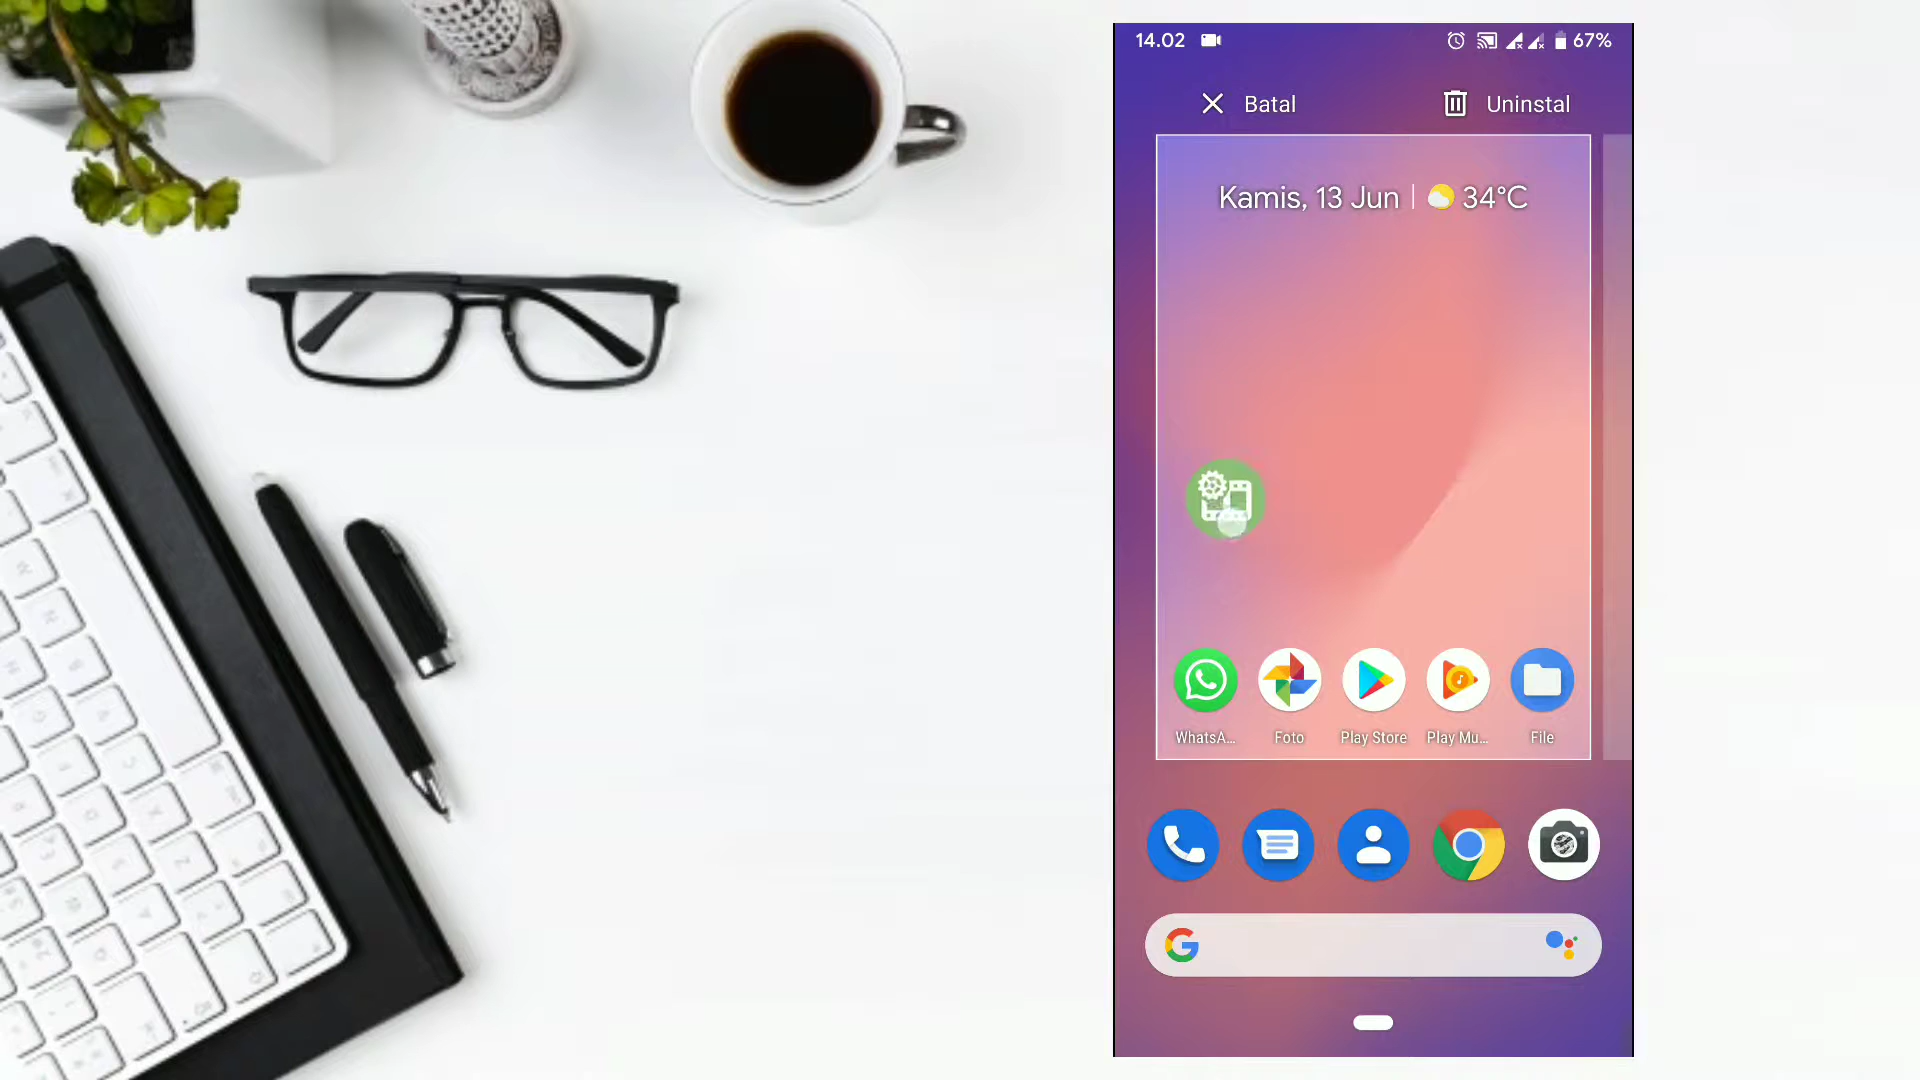 14.02
67%
Batal
Uninstal
Kamis, 13 Jun
34°C
WhatsA...
Foto
Play Store
Play Mu...
File